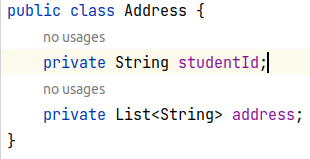 public class Address {
no usages
private String studentId;
no usages
private List<String> address;
}